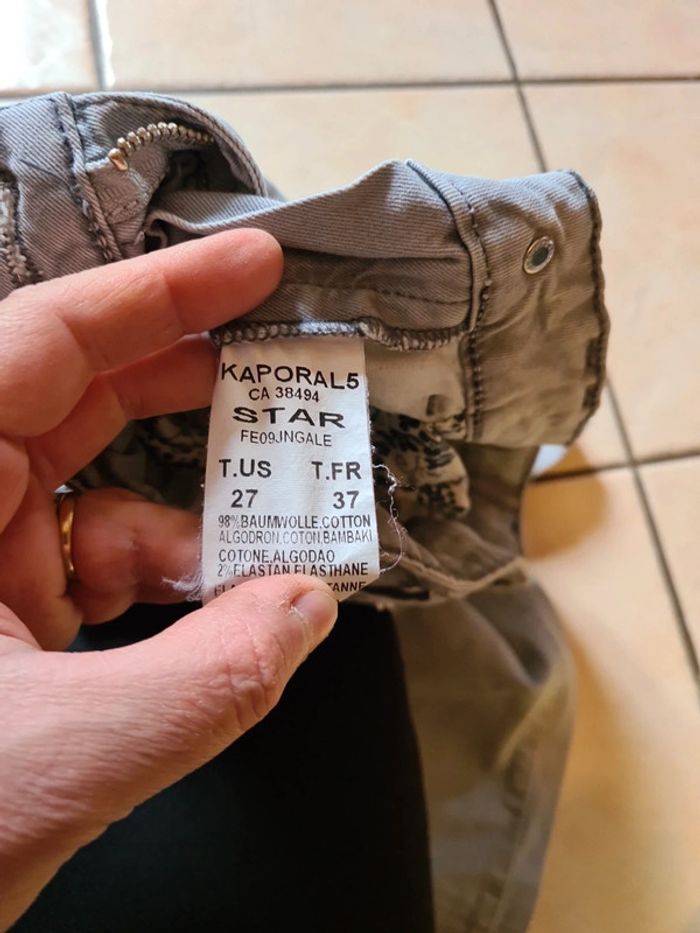 KAPORAL5
CA 38494
STAR
FE09JNGALE
T.US T.FR
27 37
98%BAUMWOLLE.COTTON
ALGODRON.COTON.BAMBAKI
COTONE.ALGODAO
2%ELASTAN.ELASTHANE